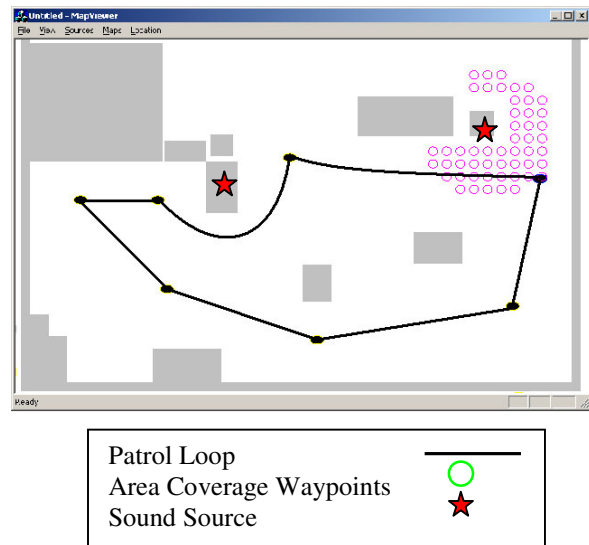 Untitled - MapViewer
File View Sources Maps Location
Ready
Patrol Loop
Area Coverage Waypoints
Sound Source